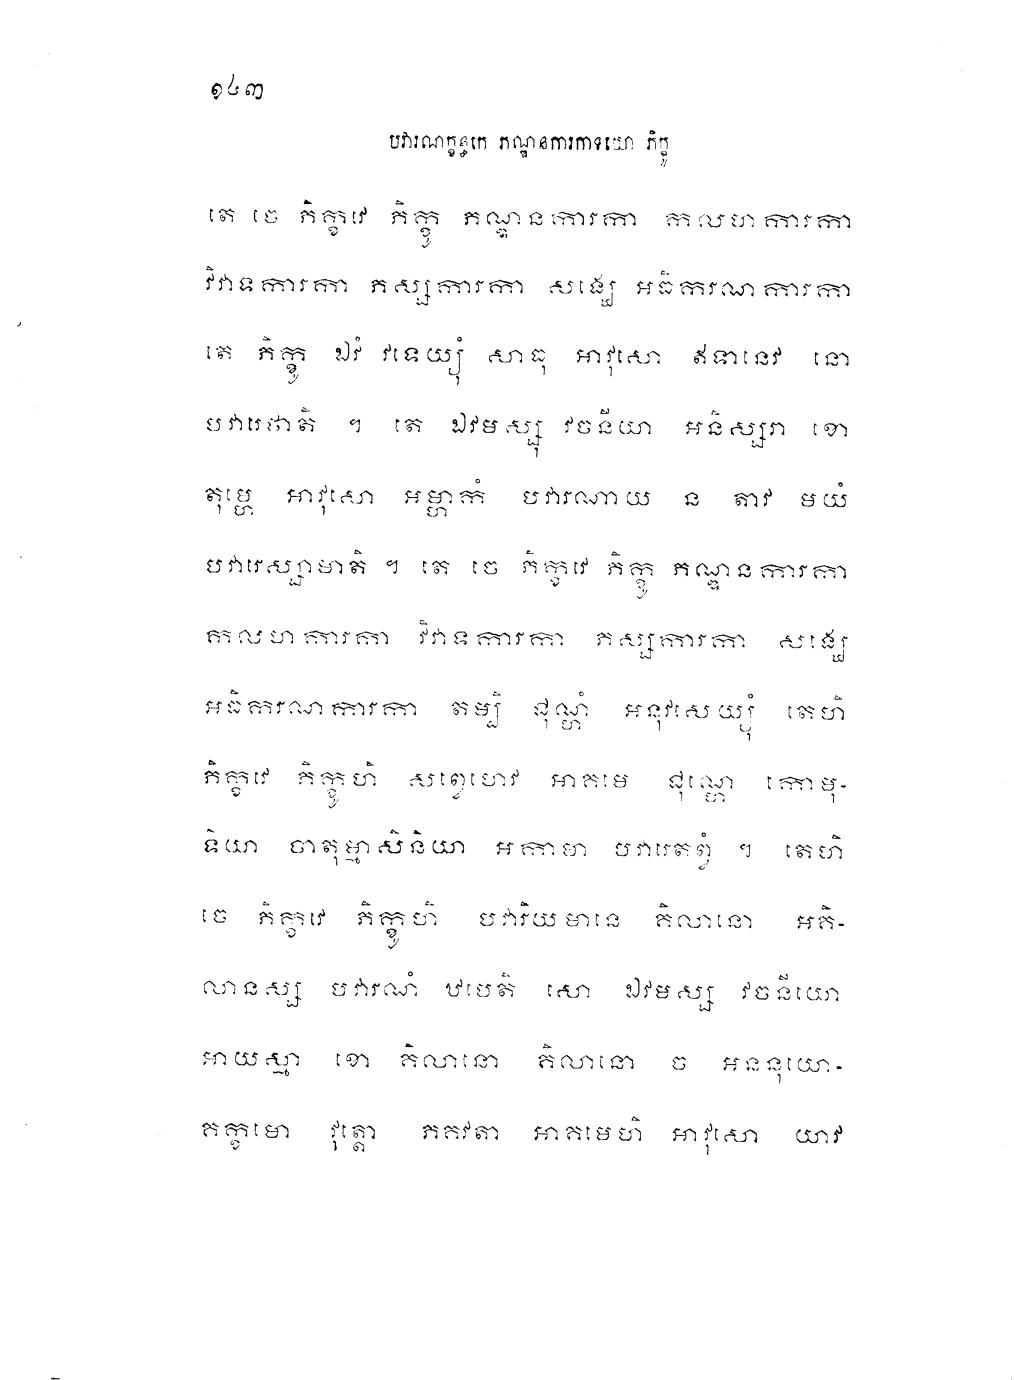 ១៤៣
បវារណក្ខន្ធកេ ភណ្ឌនការកាទយោ ភិក្ខូ
តេ ចេ ភិក្ខវេ ភិក្ខូ ភណ្ឌនការកា កលហការកា
វិវាទការកា ភស្សការកា សង្ឃេ អធិករណការកា
តេ ភិក្ខូ ឯវំ វទេយ្យុំ សាធុ អាវុសោ ឥទានេវ នោ
បវារេថាតិ ។ តេ ឯវមស្សុ វចនីយា អនិស្សរា ខោ
តុម្ហេ អាវុសោ អម្ហាកំ បវារណាយ ន តាវ មយំ
បវារេស្សាមាតិ ។ តេ ចេ ភិក្ខវេ ភិក្ខូ ភណ្ឌនការកា
កលហការកា វិវាទការកា ភស្សការកា សង្ឃេ
អធិករណការកា តម្បិ ជុណ្ហំ អនុវសេយ្យុំ តេហិ
ភិក្ខវេ ភិក្ខូហិ សព្វេហេវ អាគមេ ជុណ្ហេ កោមុ-
ទិយា ចាតុម្មាសិនិយា អកាមា បវារេតព្វំ ។ តេហិ
ចេ ភិក្ខវេ ភិក្ខូហិ បវារិយមានេ គិលានោ អគិ-
លានស្ស បវារណំ ឋបេតិ សោ ឯវមស្ស វចនីយោ
អាយស្មា ខោ គិលានោ គិលានោ ច អននុយោ-
គក្ខមោ វុត្តោ ភគវតា អាគមេហិ អាវុសោ យាវ